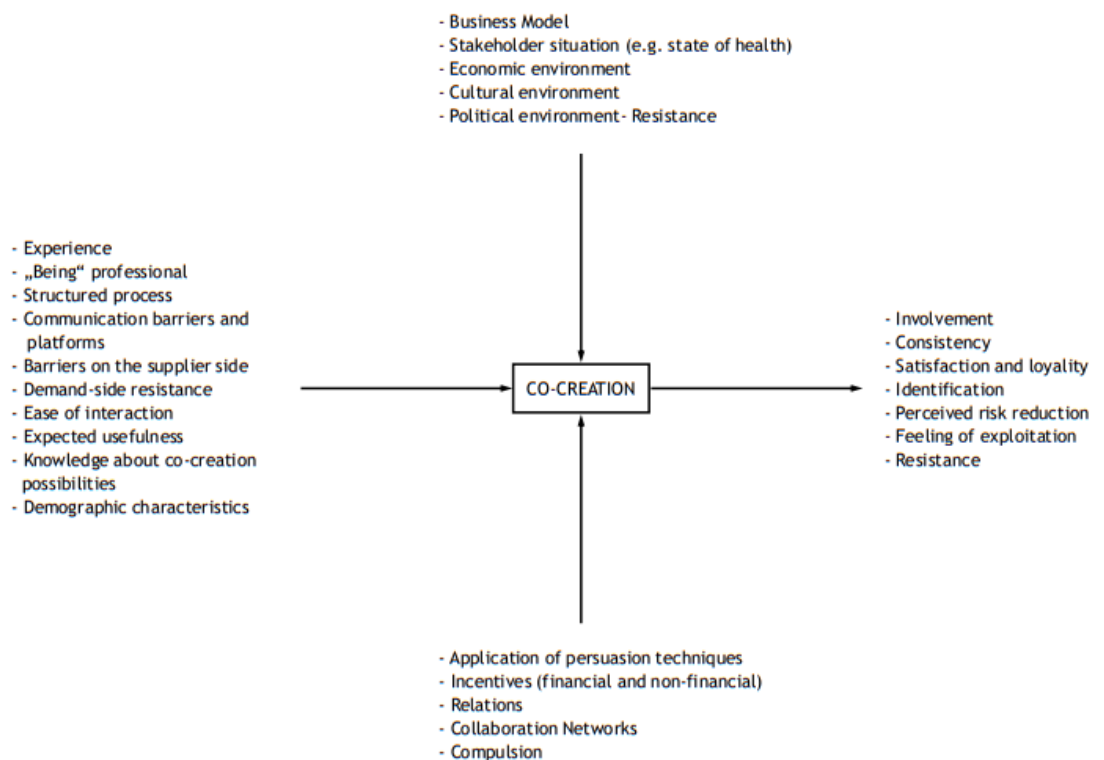 - Business Model
- Stakeholder situation (e.g. state of health)
- Economic environment
- Cultural environment
- Political environment- Resistance
- Experience
- „Being“ professional
- Structured process
- Communication barriers and
platforms
- Barriers on the supplier side
- Demand-side resistance
- Ease of interaction
- Expected usefulness
- Knowledge about co-creation
possibilities
- Demographic characteristics
CO-CREATION
- Involvement
- Consistency
- Satisfaction and loyality
- Identification
- Perceived risk reduction
- Feeling of exploitation
- Resistance
- Application of persuasion techniques
- Incentives (financial and non-financial)
- Relations
- Collaboration Networks
- Compulsion